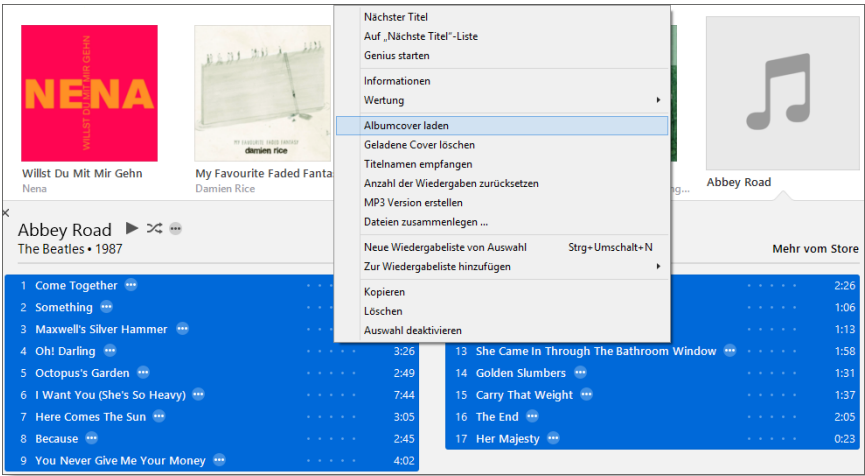 NENA
WILLST DU MIT MIR GEHN
MY FAVOURITE FADED FANTASY
damien rice
Willst Du Mit Mir Gehn
Nena
My Favourite Faded Fanta
Damien Rice
ng...
Abbey Road
Nächster Titel
Auf „Nächste Titel“-Liste
Genius starten
Informationen
Wertung
Albumcover laden
Geladene Cover löschen
Titelnamen empfangen
Anzahl der Wiedergaben zurücksetzen
MP3 Version erstellen
Dateien zusammenlegen ...
Neue Wiedergabeliste von Auswahl Strg+Umschalt+N
Zur Wiedergabeliste hinzufügen
Kopieren
Löschen
Auswahl deaktivieren
Abbey Road
The Beatles • 1987
Mehr vom Store
1 Come Together
2 Something
3 Maxwell's Silver Hammer
4 Oh! Darling 3:26
5 Octopus's Garden 2:49
6 I Want You (She's So Heavy) 7:44
7 Here Comes The Sun 3:05
8 Because 2:45
9 You Never Give Me Your Money 4:02
2:26
1:06
1:13
13 She Came In Through The Bathroom Window 1:58
14 Golden Slumbers 1:31
15 Carry That Weight 1:37
16 The End 2:05
17 Her Majesty 0:23